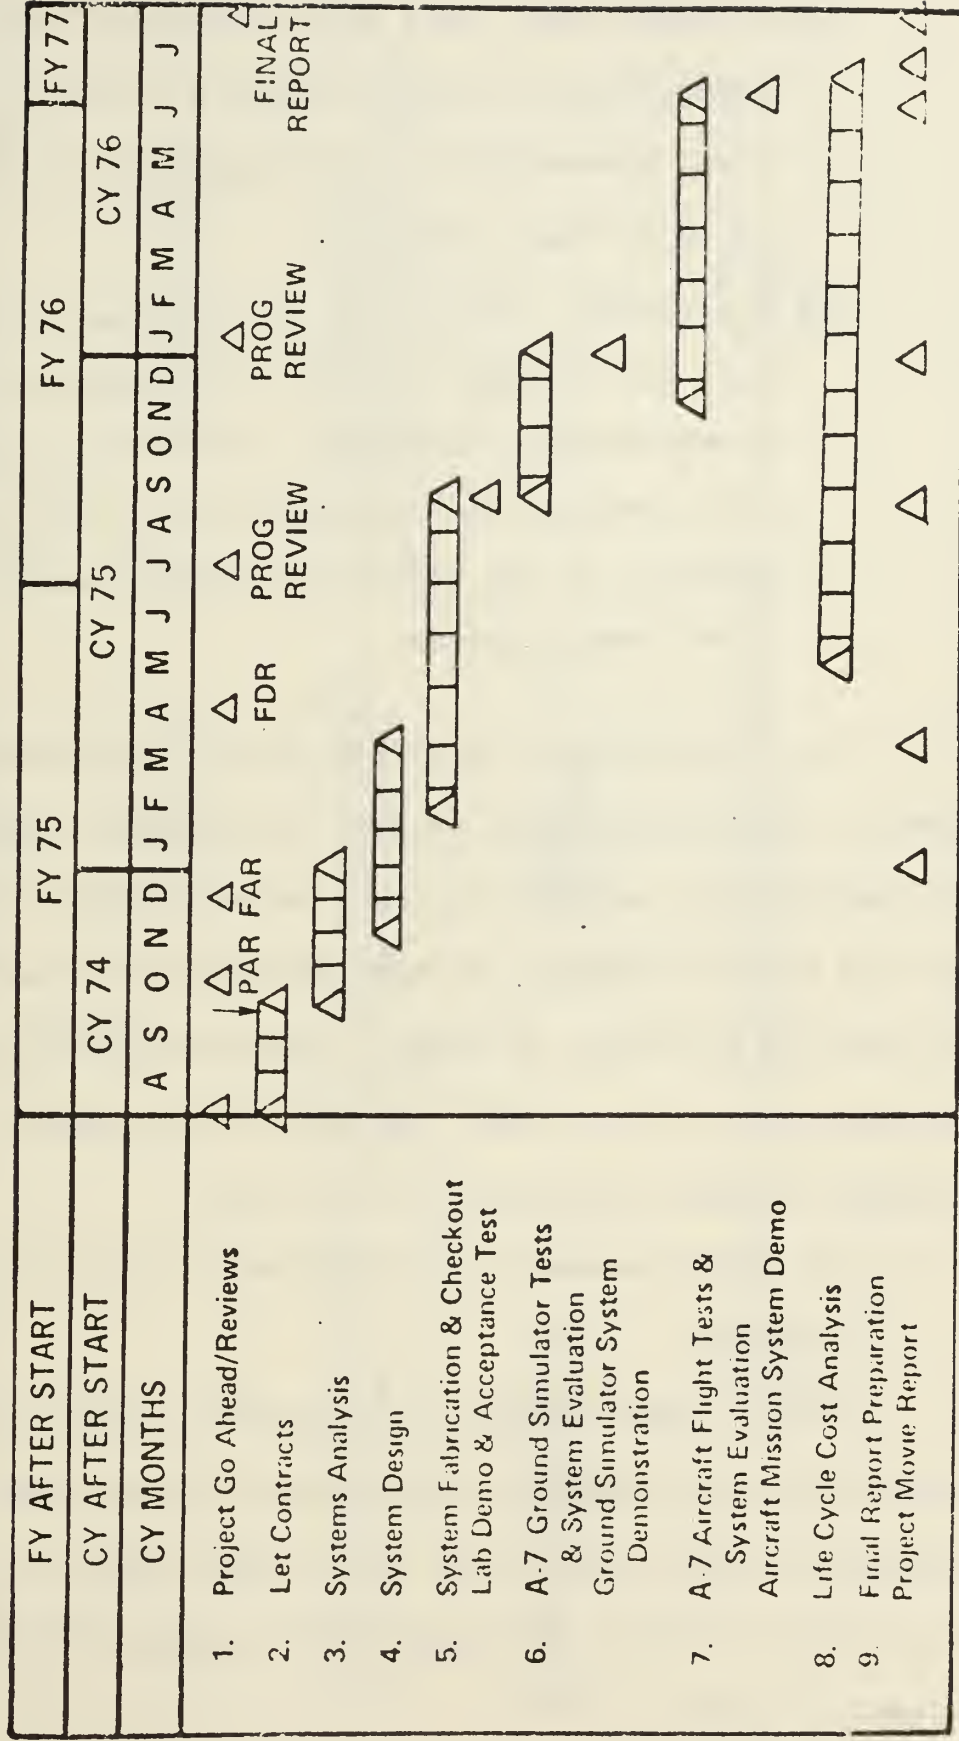 FY AFTER START FY 75 FY 76 FY 77
CY AFTER START CY 74 CY 75 CY 76
CY MONTHS A S O N D J F M A M J J A S O N D J F M A M J J
1. Project Go Ahead/Reviews
PAR FAR FDR PROG PROG FINAL
REVIEW REVIEW REPORT
2. Let Contracts
3. Systems Analysis
4. System Design
5. System Fabrication & Checkout
Lab Demo & Acceptance Test
6. A-7 Ground Simulator Tests
& System Evaluation
Ground Simulator System
Demonstration
7. A-7 Aircraft Flight Tests &
System Evaluation
Aircraft Mission System Demo
8. Life Cycle Cost Analysis
9. Final Report Preparation
Project Movie Report